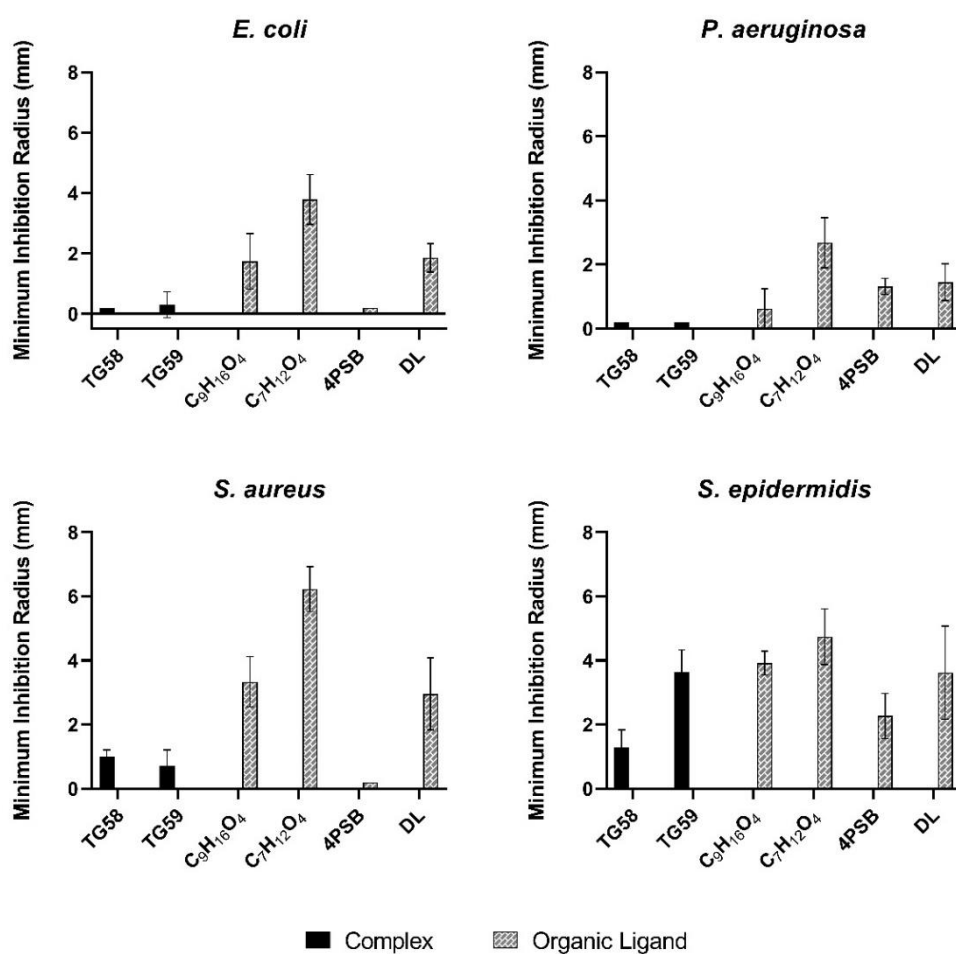 E. coli
Minimum Inhibition Radius (mm)
8
6
4
2
0
TG58
TG59
C₉H₁₆O₄
C₇H₁₂O₄
4PSB
DL
P. aeruginosa
Minimum Inhibition Radius (mm)
8
6
4
2
0
TG58
TG59
C₉H₁₆O₄
C₇H₁₂O₄
4PSB
DL
S. aureus
Minimum Inhibition Radius (mm)
8
6
4
2
0
TG58
TG59
C₉H₁₆O₄
C₇H₁₂O₄
4PSB
DL
S. epidermidis
Minimum Inhibition Radius (mm)
8
6
4
2
0
TG58
TG59
C₉H₁₆O₄
C₇H₁₂O₄
4PSB
DL
Complex
Organic Ligand